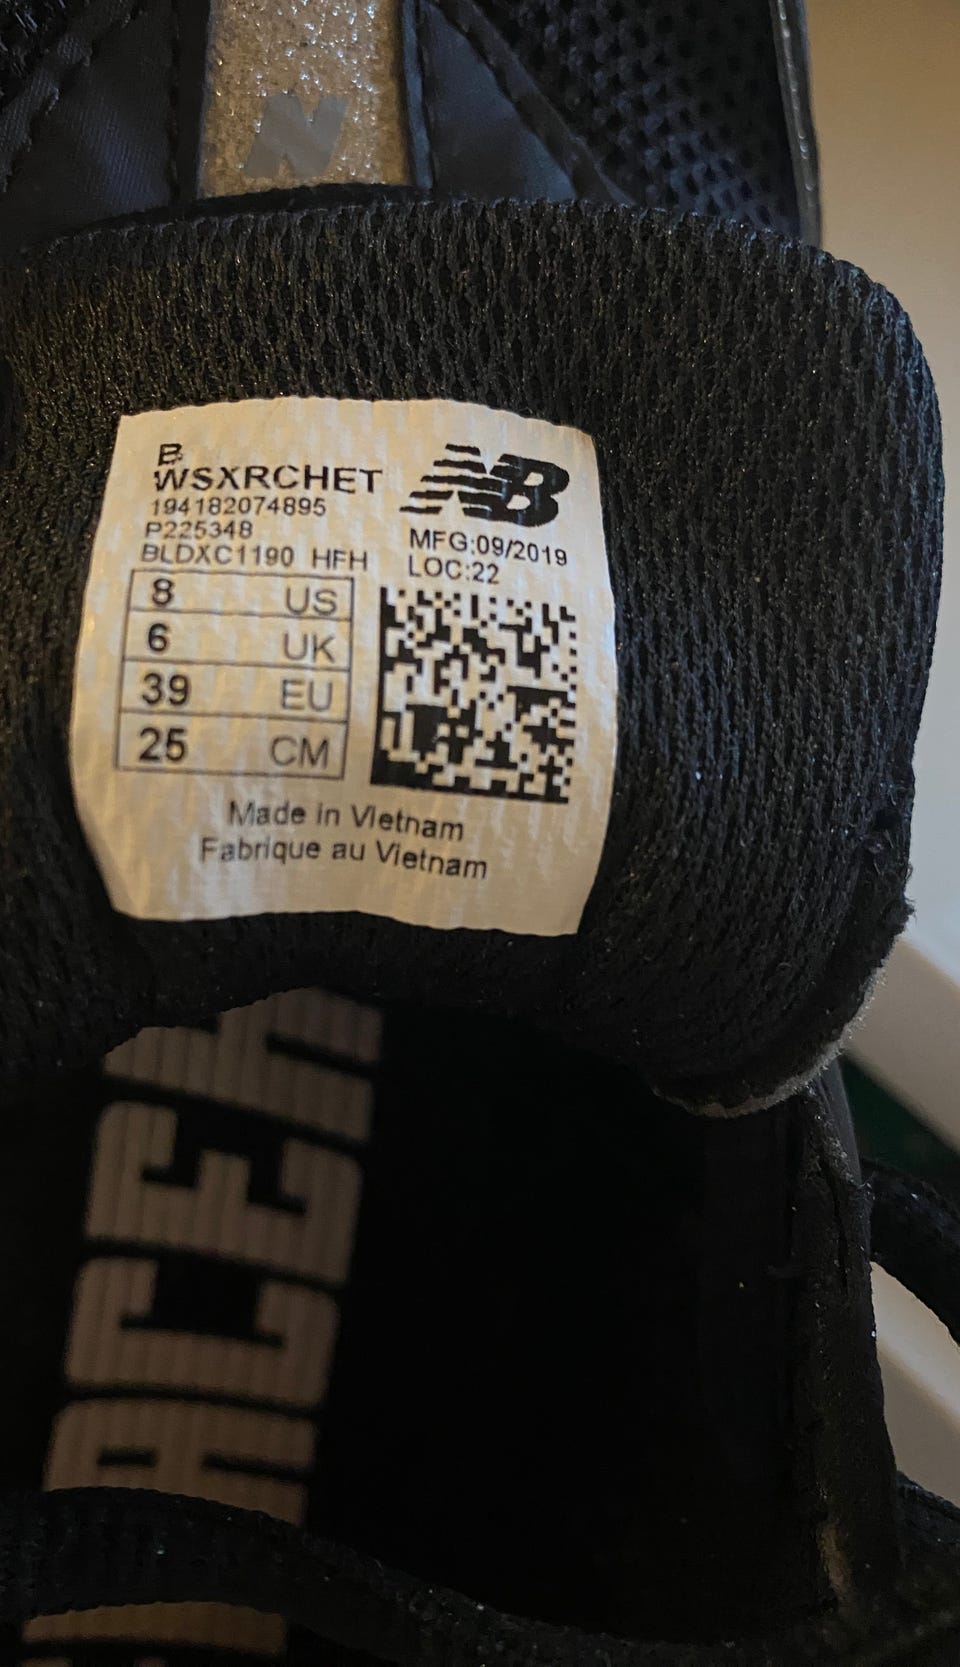 N
B
WSXRCHET
194182074895
P225348
BLDXC1190 HFH
NB
MFG:09/2019
LOC:22
8 US
6 UK
39 EU
25 CM
Made in Vietnam
Fabrique au Vietnam